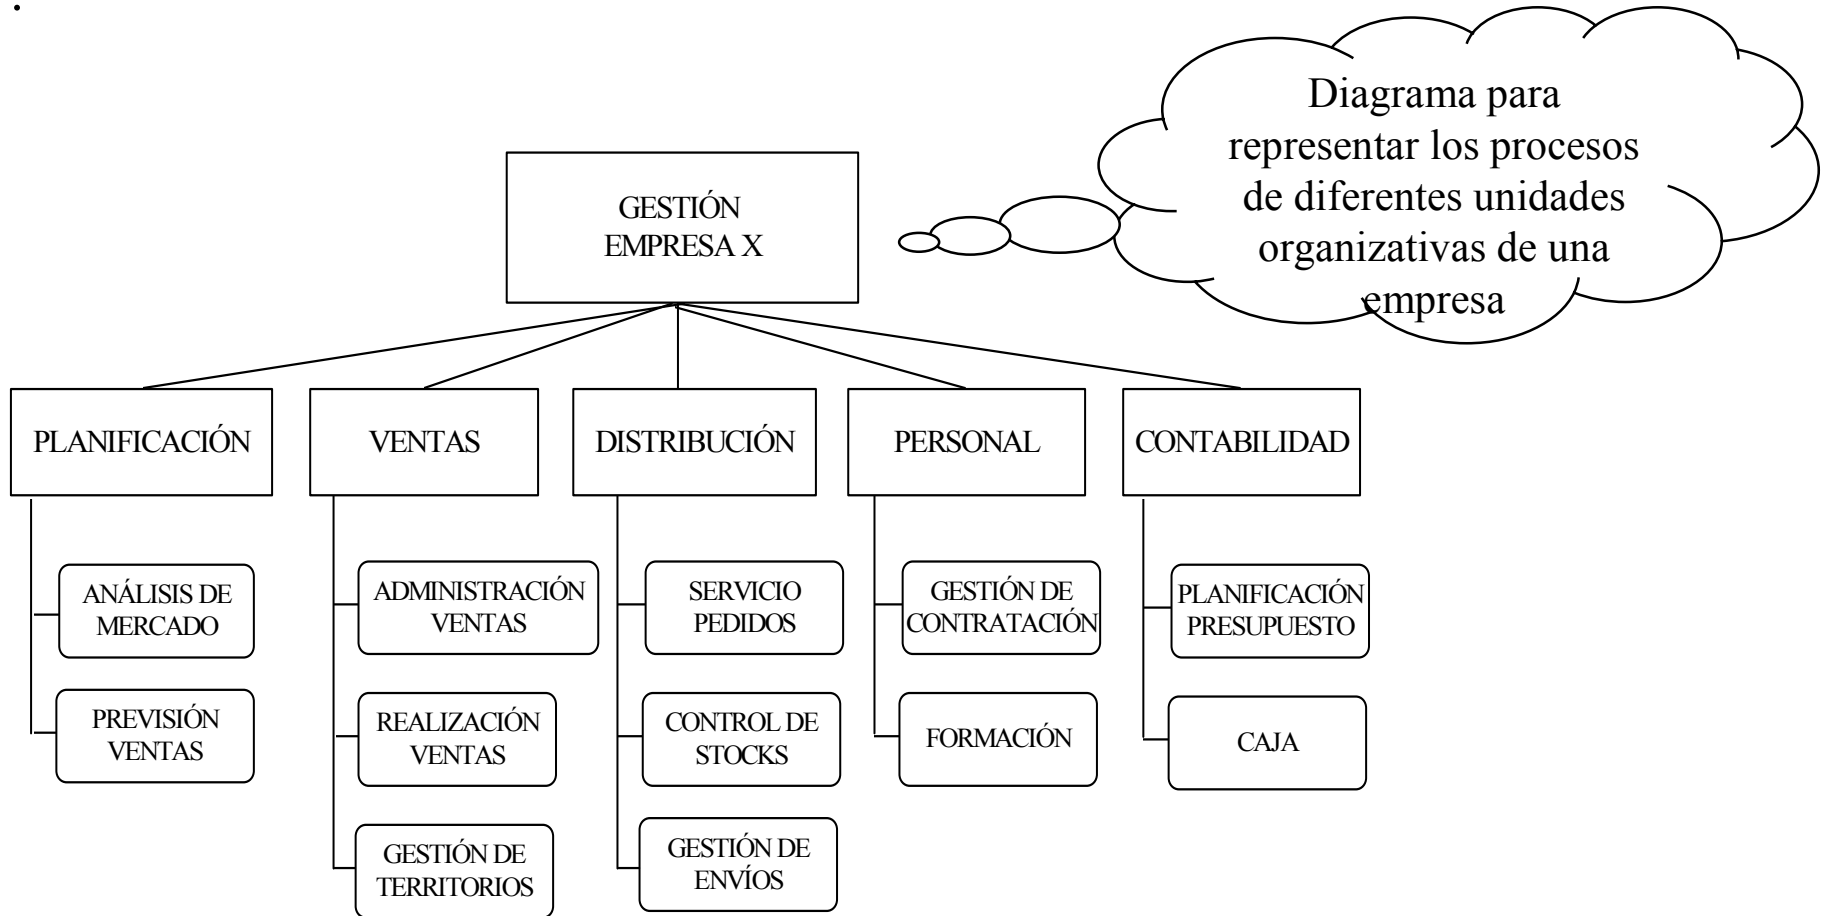 .
Diagrama para
representar los procesos
de diferentes unidades
organizativas de una
empresa
GESTIÓN
EMPRESA X
PLANIFICACIÓN
VENTAS
DISTRIBUCIÓN
PERSONAL
CONTABILIDAD
ANÁLISIS DE
MERCADO
ADMINISTRACIÓN
VENTAS
SERVICIO
PEDIDOS
GESTIÓN DE
CONTRATACIÓN
PLANIFICACIÓN
PRESUPUESTO
PREVISIÓN
VENTAS
REALIZACIÓN
VENTAS
CONTROL DE
STOCKS
FORMACIÓN
CAJA
GESTIÓN DE
TERRITORIOS
GESTIÓN DE
ENVÍOS